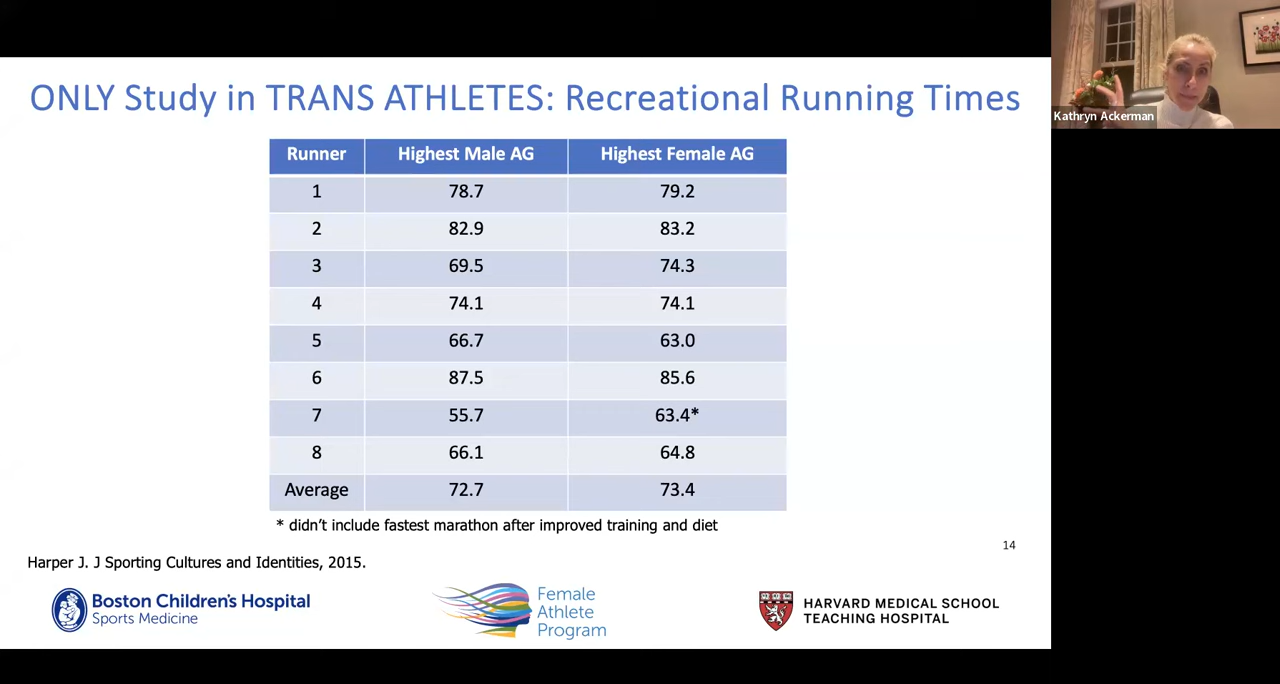 ONLY Study in TRANS ATHLETES: Recreational Running Times
Kathryn Ackerman
Runner Highest Male AG Highest Female AG
1 78.7 79.2
2 82.9 83.2
3 69.5 74.3
4 74.1 74.1
5 66.7 63.0
6 87.5 85.6
7 55.7 63.4*
8 66.1 64.8
Average 72.7 73.4
* didn't include fastest marathon after improved training and diet
14
Harper J. J Sporting Cultures and Identities, 2015.
Boston Children's Hospital
Sports Medicine
Female
Athlete
Program
HARVARD MEDICAL SCHOOL
TEACHING HOSPITAL